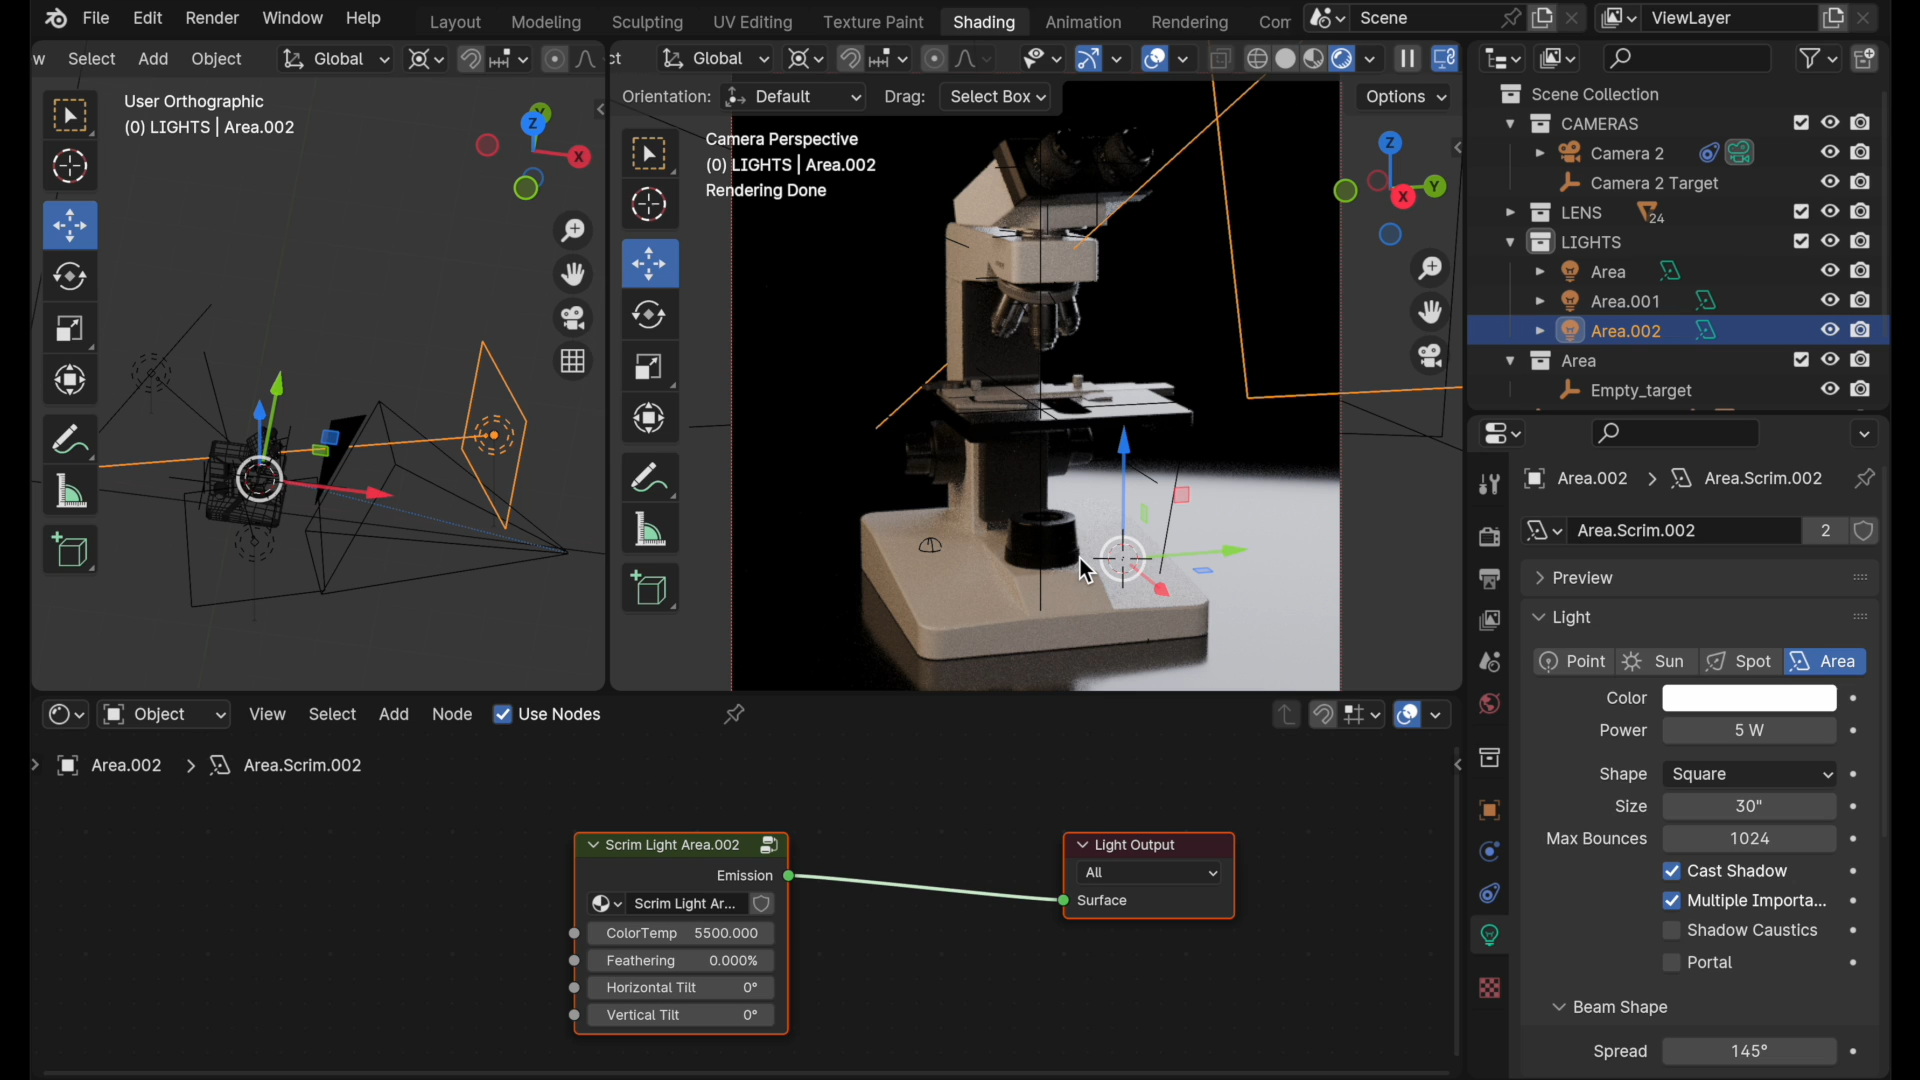 File Edit Render Window Help Layout Modeling Sculpting UV Editing Texture Paint Shading Animation Rendering Scene ViewLayer
Select Add Object Global
Global
User Orthographic
(0) LIGHTS | Area.002
Orientation: Default Drag: Select Box Options
Camera Perspective
(0) LIGHTS | Area.002
Rendering Done
Z
Y
X
Z
Y
X
Scene Collection
CAMERAS
Camera 2
Camera 2 Target
LENS 24
LIGHTS
Area
Area.001
Area.002
Area
Empty_target
Area.002 > Area.Scrim.002
Area.Scrim.002 2
Preview
Light
Point Sun Spot Area
Color
Power 5 W
Shape Square
Size 30"
Max Bounces 1024
Cast Shadow
Multiple Importa...
Shadow Caustics
Portal
Beam Shape
Spread 145°
Object View Select Add Node Use Nodes
Area.002 > Area.Scrim.002
Scrim Light Area.002
Emission
Scrim Light Ar...
ColorTemp 5500.000
Feathering 0.000%
Horizontal Tilt 0°
Vertical Tilt 0°
Light Output
All
Surface